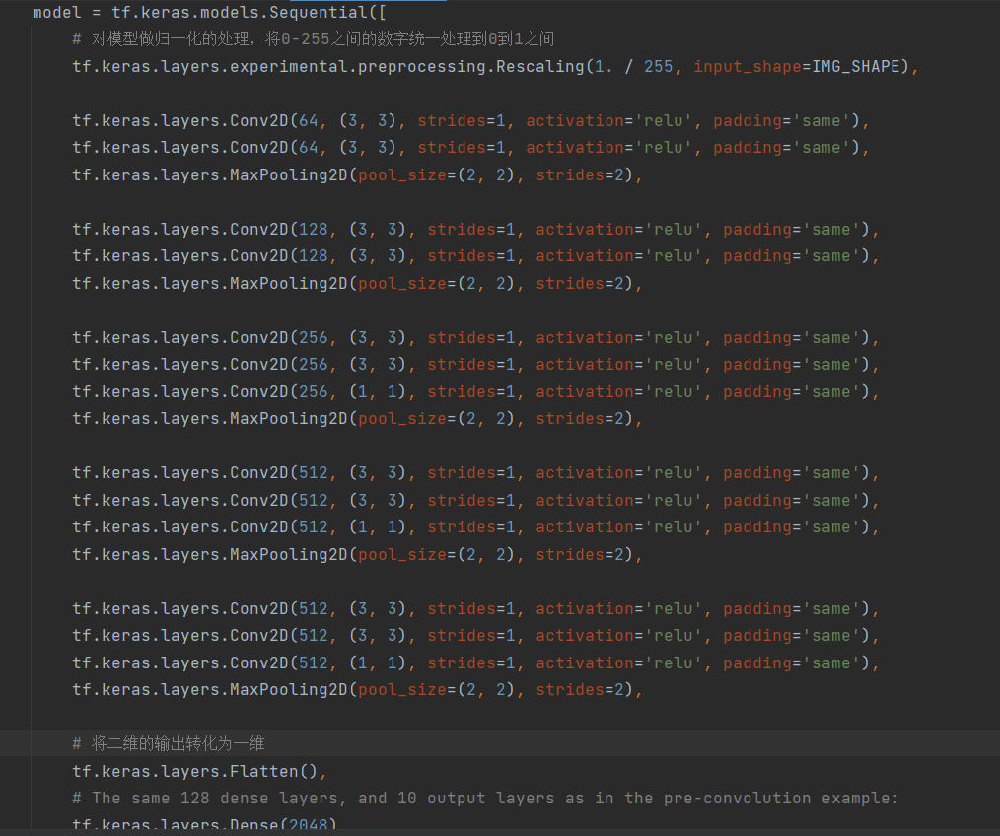 model = tf.keras.models.Sequential([
# 对模型做归一化的处理，将0-255之间的数字统一处理到0到1之间
tf.keras.layers.experimental.preprocessing.Rescaling(1. / 255, input_shape=IMG_SHAPE),
tf.keras.layers.Conv2D(64, (3, 3), strides=1, activation='relu', padding='same'),
tf.keras.layers.Conv2D(64, (3, 3), strides=1, activation='relu', padding='same'),
tf.keras.layers.MaxPooling2D(pool_size=(2, 2), strides=2),
tf.keras.layers.Conv2D(128, (3, 3), strides=1, activation='relu', padding='same'),
tf.keras.layers.Conv2D(128, (3, 3), strides=1, activation='relu', padding='same'),
tf.keras.layers.MaxPooling2D(pool_size=(2, 2), strides=2),
tf.keras.layers.Conv2D(256, (3, 3), strides=1, activation='relu', padding='same'),
tf.keras.layers.Conv2D(256, (3, 3), strides=1, activation='relu', padding='same'),
tf.keras.layers.Conv2D(256, (1, 1), strides=1, activation='relu', padding='same'),
tf.keras.layers.MaxPooling2D(pool_size=(2, 2), strides=2),
tf.keras.layers.Conv2D(512, (3, 3), strides=1, activation='relu', padding='same'),
tf.keras.layers.Conv2D(512, (3, 3), strides=1, activation='relu', padding='same'),
tf.keras.layers.Conv2D(512, (1, 1), strides=1, activation='relu', padding='same'),
tf.keras.layers.MaxPooling2D(pool_size=(2, 2), strides=2),
tf.keras.layers.Conv2D(512, (3, 3), strides=1, activation='relu', padding='same'),
tf.keras.layers.Conv2D(512, (3, 3), strides=1, activation='relu', padding='same'),
tf.keras.layers.Conv2D(512, (1, 1), strides=1, activation='relu', padding='same'),
tf.keras.layers.MaxPooling2D(pool_size=(2, 2), strides=2),
# 将二维的输出转化为一维
tf.keras.layers.Flatten(),
# The same 128 dense layers, and 10 output layers as in the pre-convolution example:
tf.keras.layers.Dense(2048)